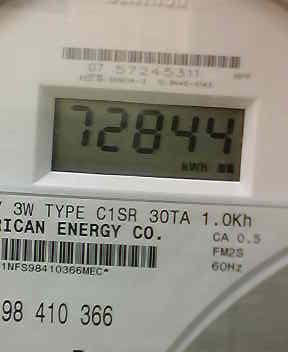 07 57245311
72844
kWH
Y 3W TYPE C1SR 30TA 1.0Kh
RICAN ENERGY CO.
CA 0.5
FM2S
60Hz
1NFS98410366MEC*
98 410 366